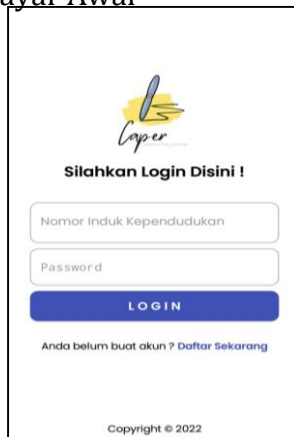 Layar Awal
Caper
Silahkan Login Disini !
Nomor Induk Kependudukan
Password
LOGIN
Anda belum buat akun ? Daftar Sekarang
Copyright © 2022